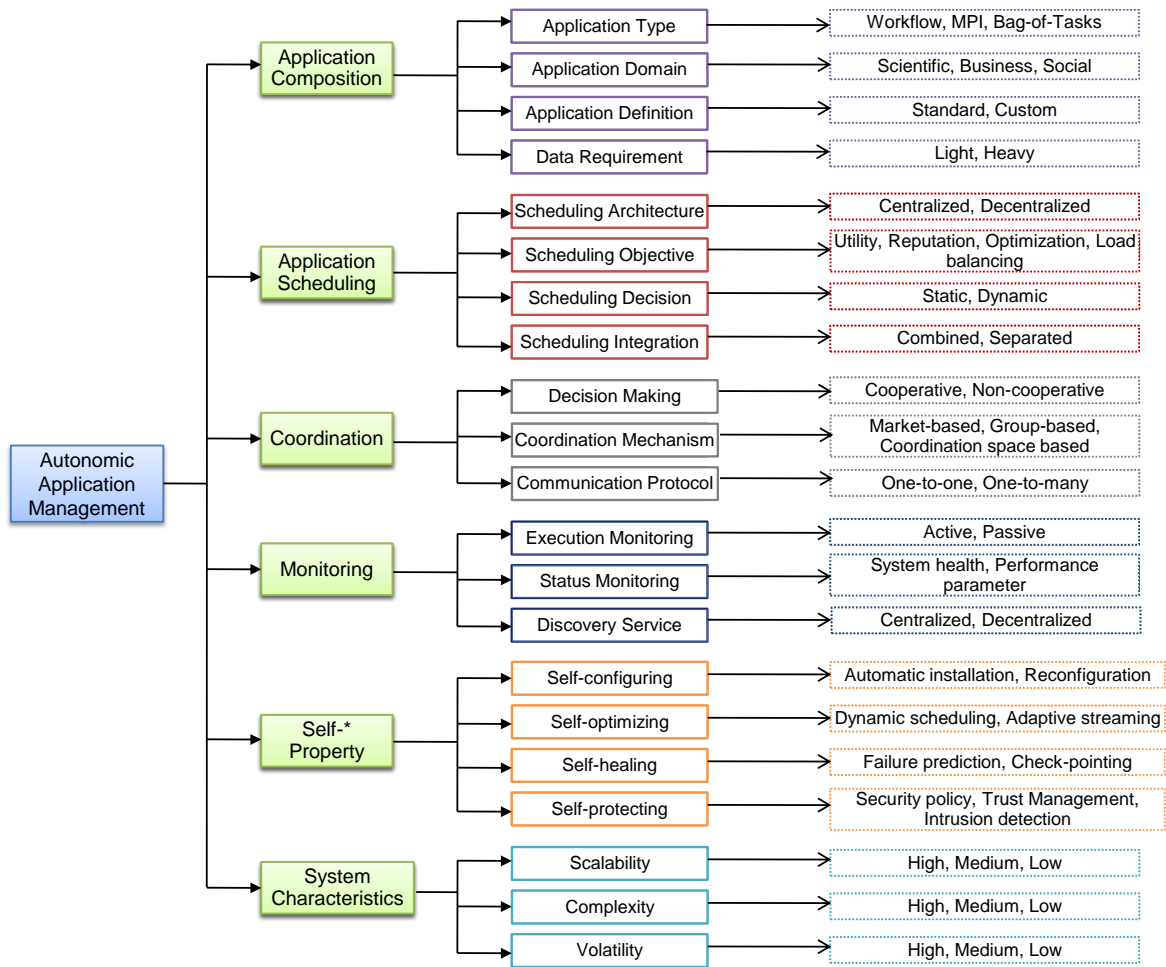 Application Type
Workflow, MPI, Bag-of-Tasks
Application
Composition
Application Domain
Scientific, Business, Social
Application Definition
Standard, Custom
Data Requirement
Light, Heavy
Scheduling Architecture
Centralized, Decentralized
Application
Scheduling
Scheduling Objective
Utility, Reputation, Optimization, Load
balancing
Scheduling Decision
Static, Dynamic
Scheduling Integration
Combined, Separated
Decision Making
Cooperative, Non-cooperative
Coordination
Coordination Mechanism
Market-based, Group-based,
Coordination space based
Communication Protocol
One-to-one, One-to-many
Autonomic
Application
Management
Execution Monitoring
Active, Passive
Monitoring
Status Monitoring
System health, Performance
parameter
Discovery Service
Centralized, Decentralized
Self-configuring
Automatic installation, Reconfiguration
Self-*
Property
Self-optimizing
Dynamic scheduling, Adaptive streaming
Self-healing
Failure prediction, Check-pointing
Self-protecting
Security policy, Trust Management,
Intrusion detection
System
Characteristics
Scalability
High, Medium, Low
Complexity
High, Medium, Low
Volatility
High, Medium, Low